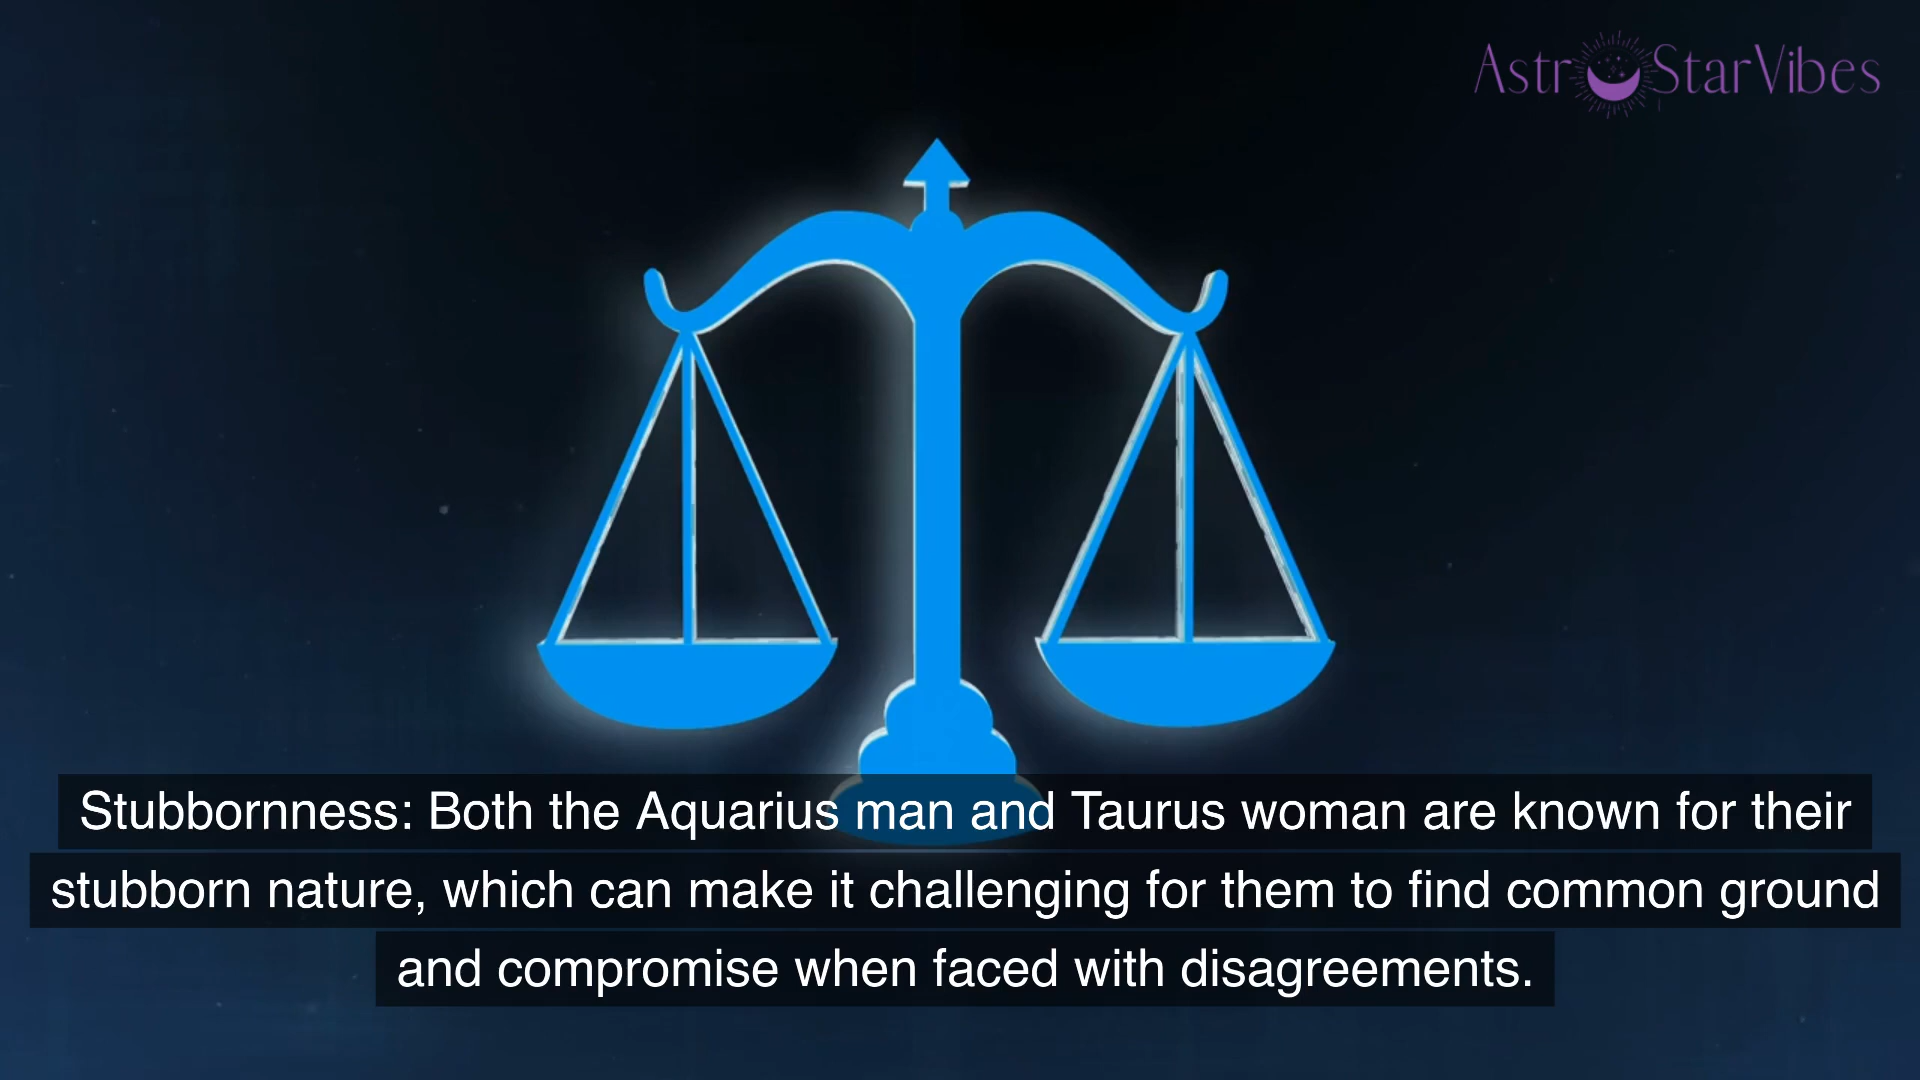 AstroStarVibes
Stubbornness: Both the Aquarius man and Taurus woman are known for their
stubborn nature, which can make it challenging for them to find common ground
and compromise when faced with disagreements.